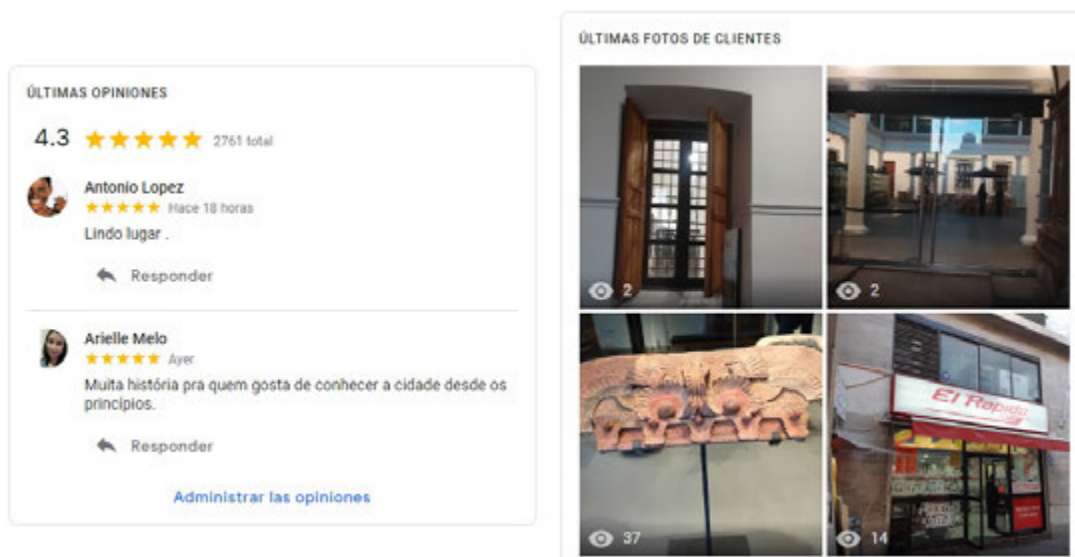 ÚLTIMAS OPINIONES
4.3 2761 total
Antonio Lopez
Hace 18 horas
Lindo lugar .
Responder
Arielle Melo
Ayer
Muita história pra quem gosta de conhecer a cidade desde os
princípios.
Responder
Administrar las opiniones
ÚLTIMAS FOTOS DE CLIENTES
2
2
37
El Rapido
14